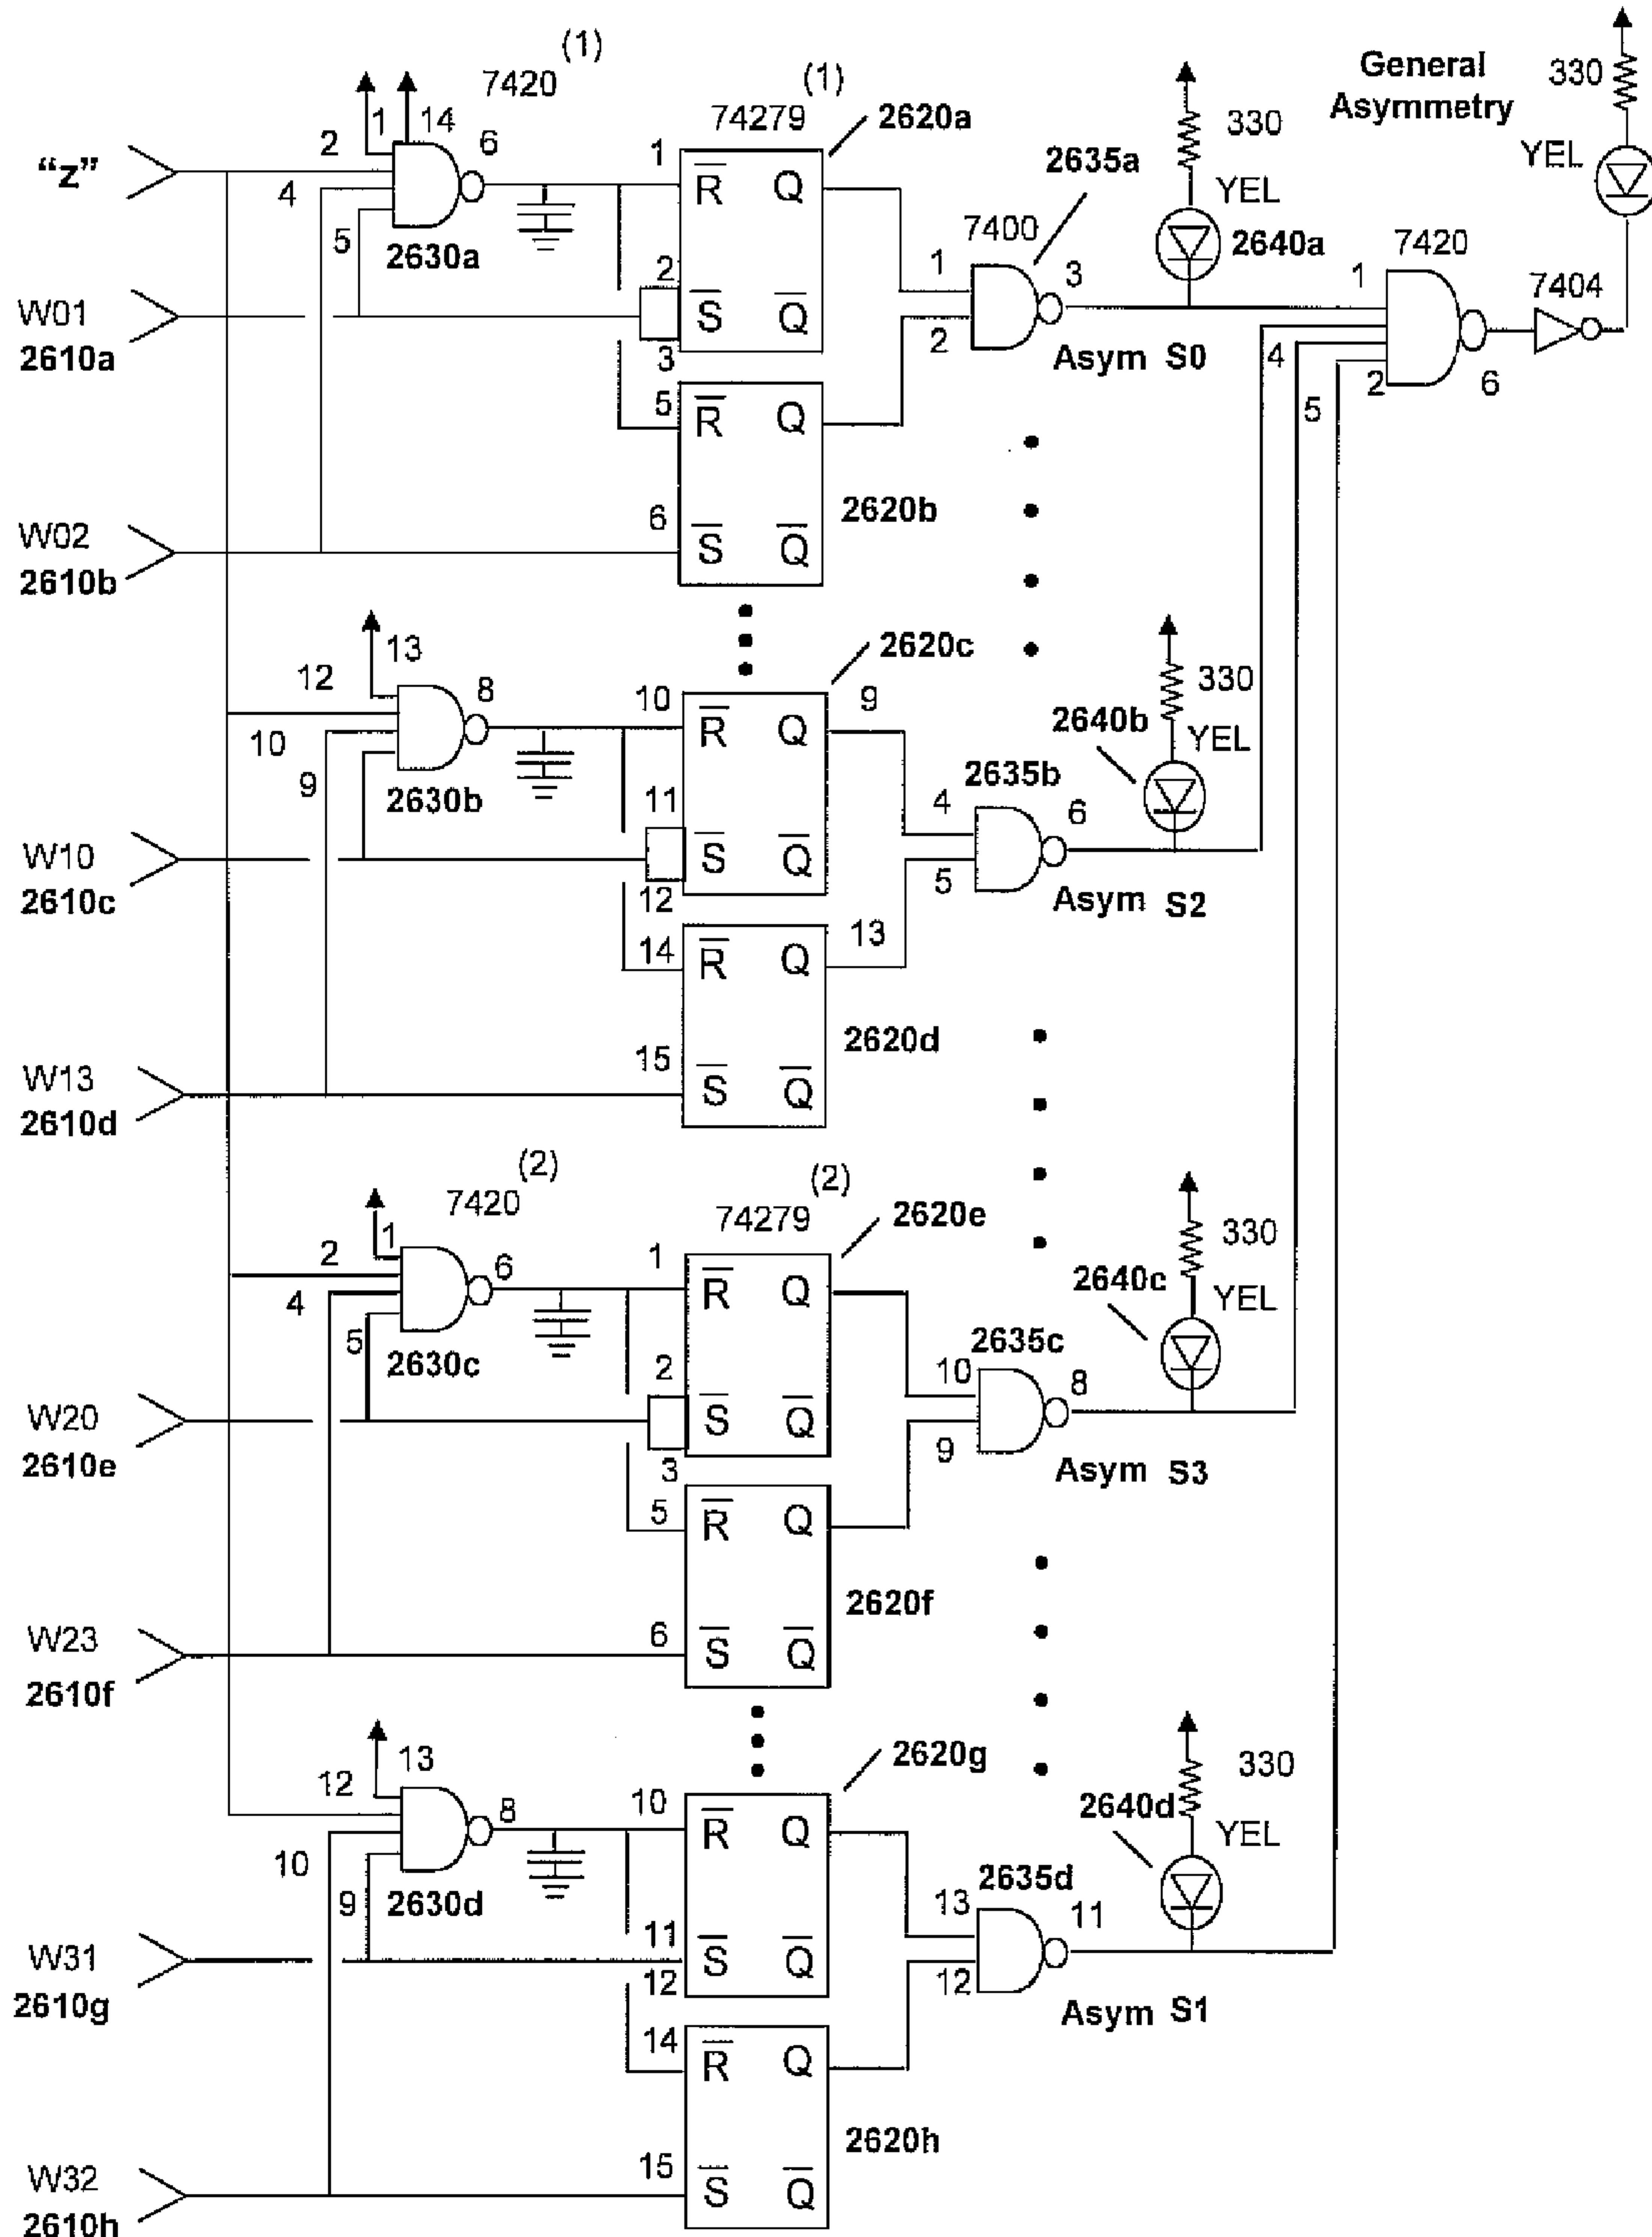 (1)
7420
(1)
74279
2620a
General
Asymmetry
330
YEL
"z"
2
1
14
6
4
5
2630a
1
R Q
2
S Q
3
2635a
7400
1
3
2
Asym S0
330
YEL
2640a
7420
1
4
5
2
6
7404
W01
2610a
5
R Q
2620b
6
S Q
W02
2610b
13
12
8
10
9
2630b
10
R Q
9
2620c
11
S Q
12
2635b
4
6
5
Asym S2
2640b
330
YEL
W10
2610c
14
R Q
13
2620d
15
S Q
W13
2610d
(2)
7420
(2)
74279
2620e
2
1
6
4
5
2630c
1
R Q
2
S Q
3
2635c
10
8
9
Asym S3
2640c
330
YEL
W20
2610e
5
R Q
2620f
6
S Q
W23
2610f
13
12
8
10
9
2630d
10
R Q
2620g
11
S Q
12
2635d
13
11
12
Asym S1
2640d
330
YEL
W31
2610g
14
R Q
2620h
15
S Q
W32
2610h